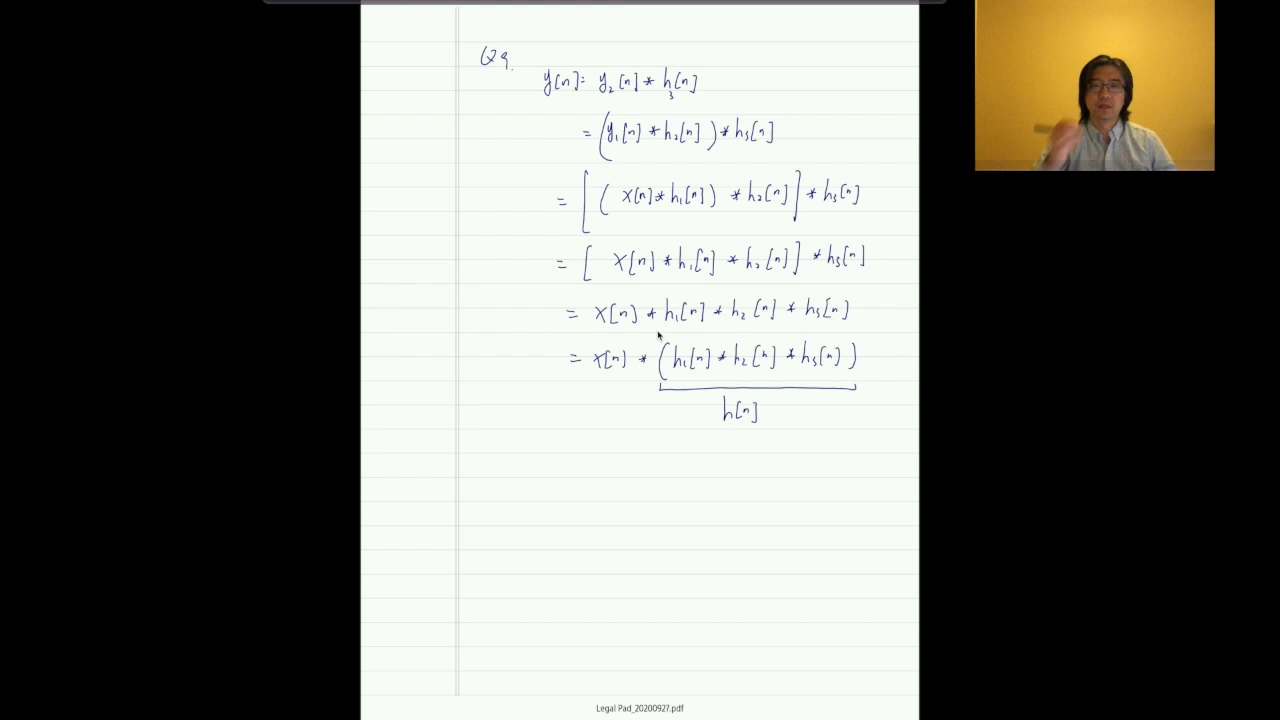 Q9.
y[n] = y₂[n] * h₃[n]
= (y₁[n] * h₂[n]) * h₃[n]
= [(x[n] * h₁[n]) * h₂[n]] * h₃[n]
= [x[n] * h₁[n] * h₂[n]] * h₃[n]
= x[n] * h₁[n] * h₂[n] * h₃[n]
= x[n] * (h₁[n] * h₂[n] * h₃[n])
h[n]
Legal Pad_20200927.pdf